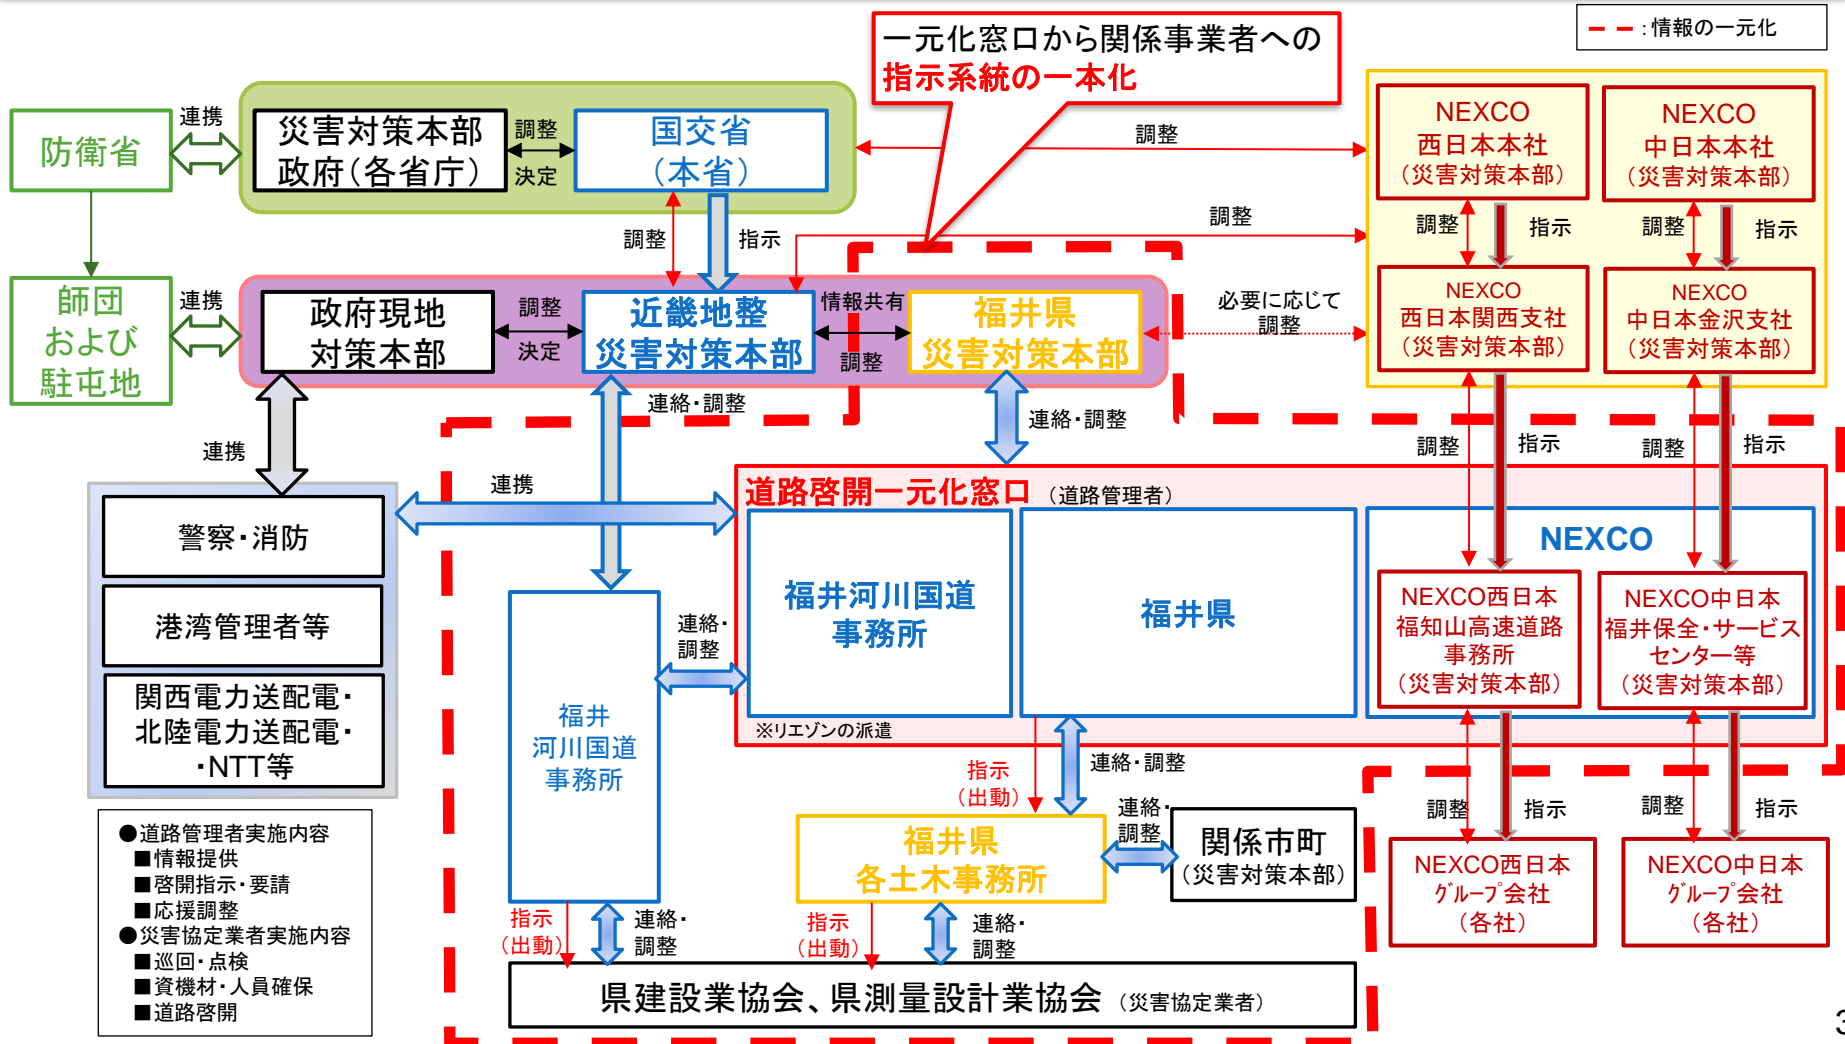 一元化窓口から関係事業者への
指示系統の一本化
:情報の一元化
防衛省
連携
災害対策本部
政府（各省庁）
調整
決定
国交省
（本省）
調整
NEXCO
西日本本社
（災害対策本部）
NEXCO
中日本本社
（災害対策本部）
調整
指示
調整
調整
指示
調整
指示
師団
および
駐屯地
連携
政府現地
対策本部
調整
決定
近畿地整
災害対策本部
情報共有
調整
福井県
災害対策本部
必要に応じて
調整
NEXCO
西日本関西支社
（災害対策本部）
NEXCO
中日本金沢支社
（災害対策本部）
連携
連絡・調整
連絡・調整
調整
指示
調整
指示
連携
警察・消防
港湾管理者等
関西電力送配電・
北陸電力送配電・
・NTT等
道路啓開一元化窓口（道路管理者）
福井河川国道
事務所
福井県
NEXCO
NEXCO西日本
福知山高速道路
事務所
（災害対策本部）
NEXCO中日本
福井保全・サービス
センター等
（災害対策本部）
※リエゾンの派遣
福井
河川国道
事務所
連絡・
調整
指示
（出動）
連絡・調整
福井県
各土木事務所
連絡・
調整
関係市町
（災害対策本部）
調整
指示
調整
指示
NEXCO西日本
ｸﾞﾙｰﾌﾟ会社
（各社）
NEXCO中日本
ｸﾞﾙｰﾌﾟ会社
（各社）
指示
（出動）
連絡・
調整
指示
（出動）
連絡・
調整
県建設業協会、県測量設計業協会（災害協定業者）
●道路管理者実施内容
■情報提供
■啓開指示・要請
■応援調整
●災害協定業者実施内容
■巡回・点検
■資機材・人員確保
■道路啓開